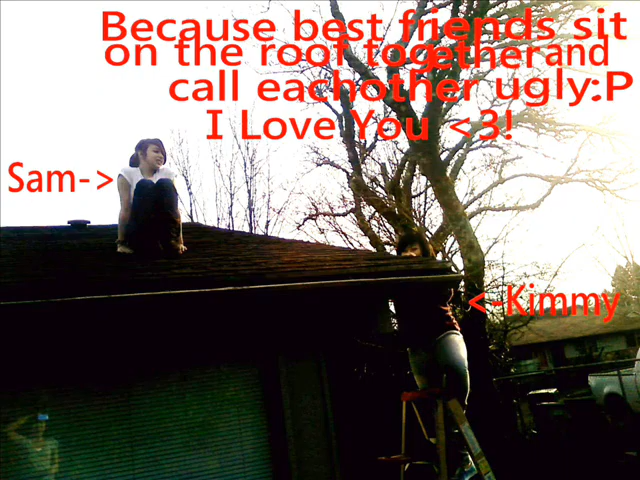 Because best friends sit
on the roof together and
call eachother ugly:P
I Love You <3!
Sam->
<-Kimmy